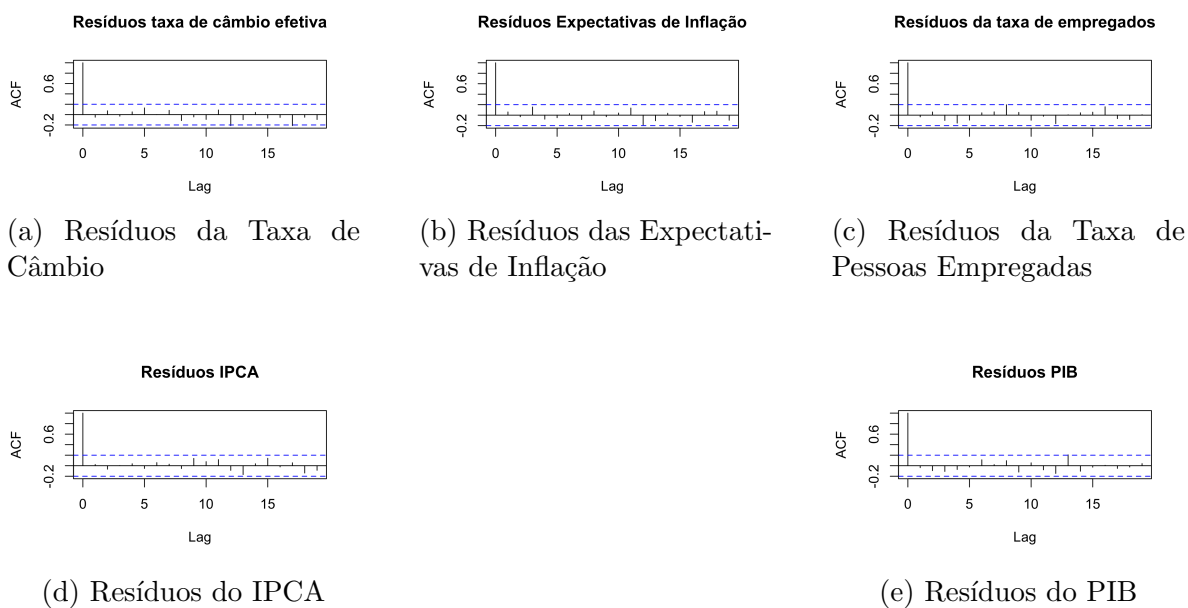 Resíduos taxa de câmbio efetiva
ACF
0.6
-0.2
0 5 10 15
Lag
(a) Resíduos da Taxa de
Câmbio
Resíduos Expectativas de Inflação
ACF
0.6
-0.2
0 5 10 15
Lag
(b) Resíduos das Expectati-
vas de Inflação
Resíduos da taxa de empregados
ACF
0.6
-0.2
0 5 10 15
Lag
(c) Resíduos da Taxa de
Pessoas Empregadas
Resíduos IPCA
ACF
0.6
-0.2
0 5 10 15
Lag
(d) Resíduos do IPCA
Resíduos PIB
ACF
0.6
-0.2
0 5 10 15
Lag
(e) Resíduos do PIB